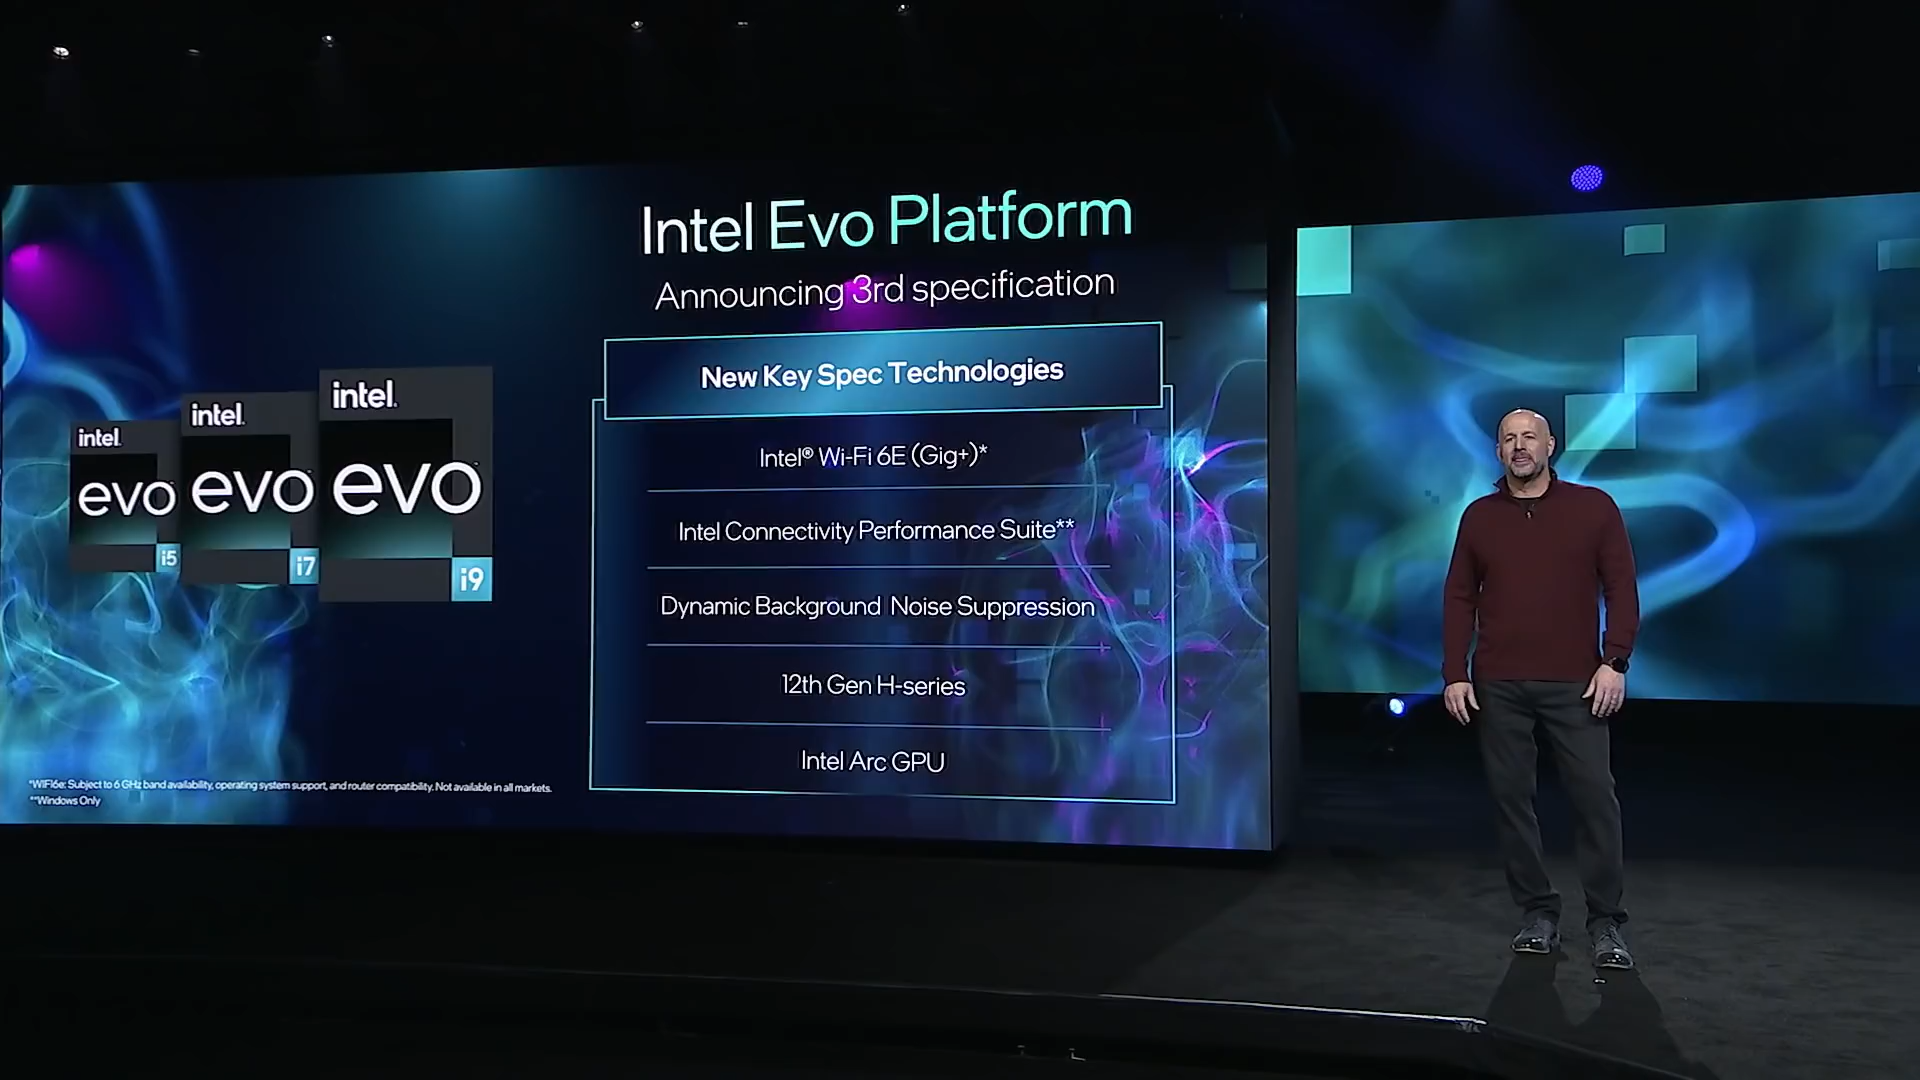 Intel Evo Platform
Announcing 3rd specification
New Key Spec Technologies
Intel® Wi-Fi 6E (Gig+)*
Intel Connectivity Performance Suite**
Dynamic Background Noise Suppression
12th Gen H-series
Intel Arc GPU
intel.
evo
i5
intel.
evo™
i7
intel.
evo™
i9
*WIFI6e: Subject to 6 GHz band availability, operating system support, and router compatibility. Not available in all markets.
**Windows Only